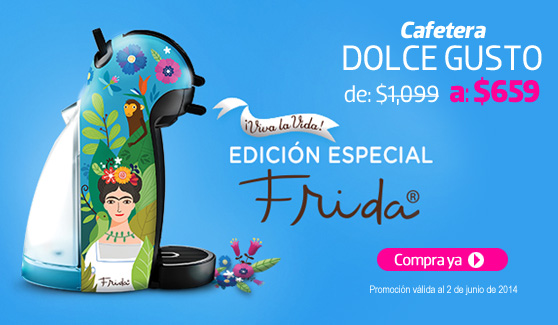 Cafetera
DOLCE GUSTO
de: $1,099 a: $659
¡Viva la Vida!
EDICIÓN ESPECIAL
Frida®
Compra ya
Promoción válida al 2 de junio de 2014
Frida